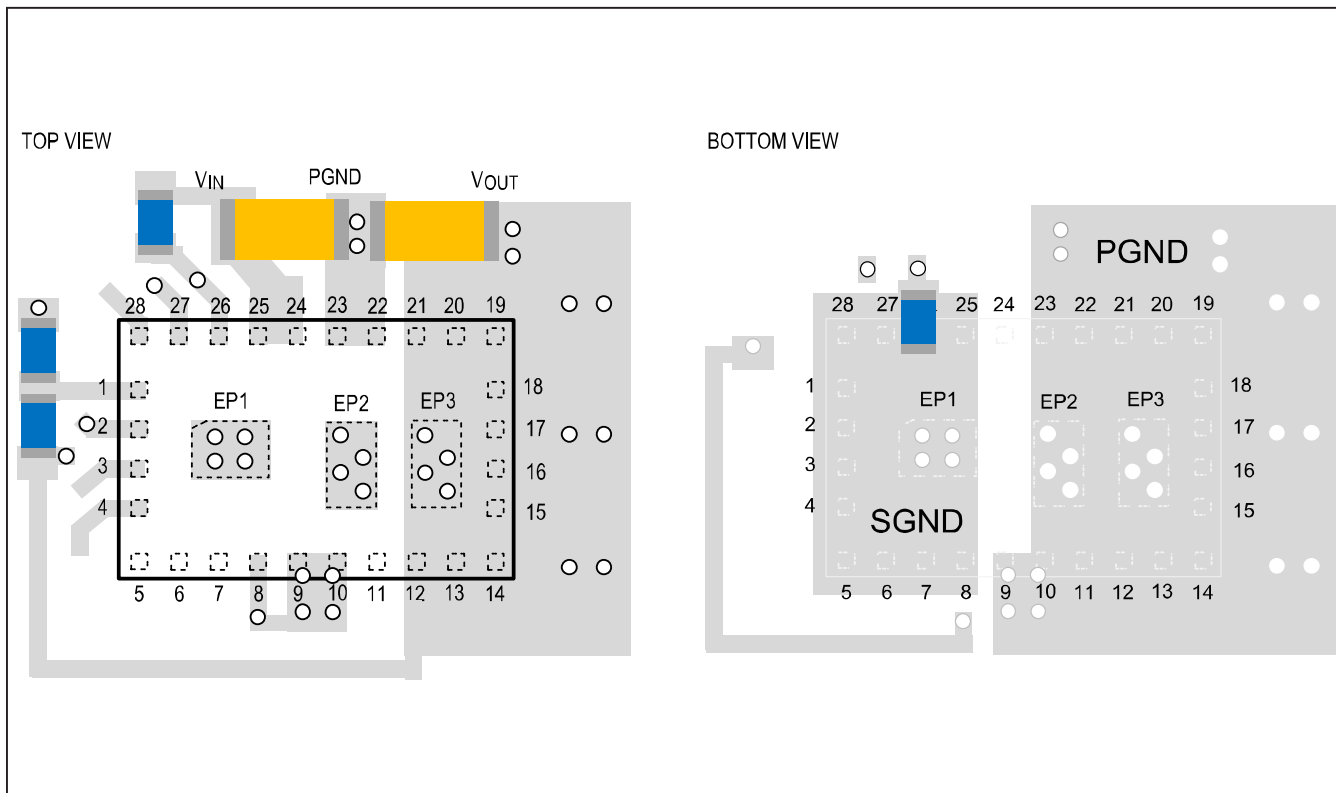 TOP VIEW
VIN PGND VOUT
28 27 26 25 24 23 22 21 20 19
1 18
EP1 EP2 EP3
2 17
3 16
4 15
5 6 7 8 9 10 11 12 13 14
BOTTOM VIEW
PGND
28 27 25 24 23 22 21 20 19
1 18
EP1 EP2 EP3
2 17
3 16
4 15
SGND
5 6 7 8 9 10 11 12 13 14